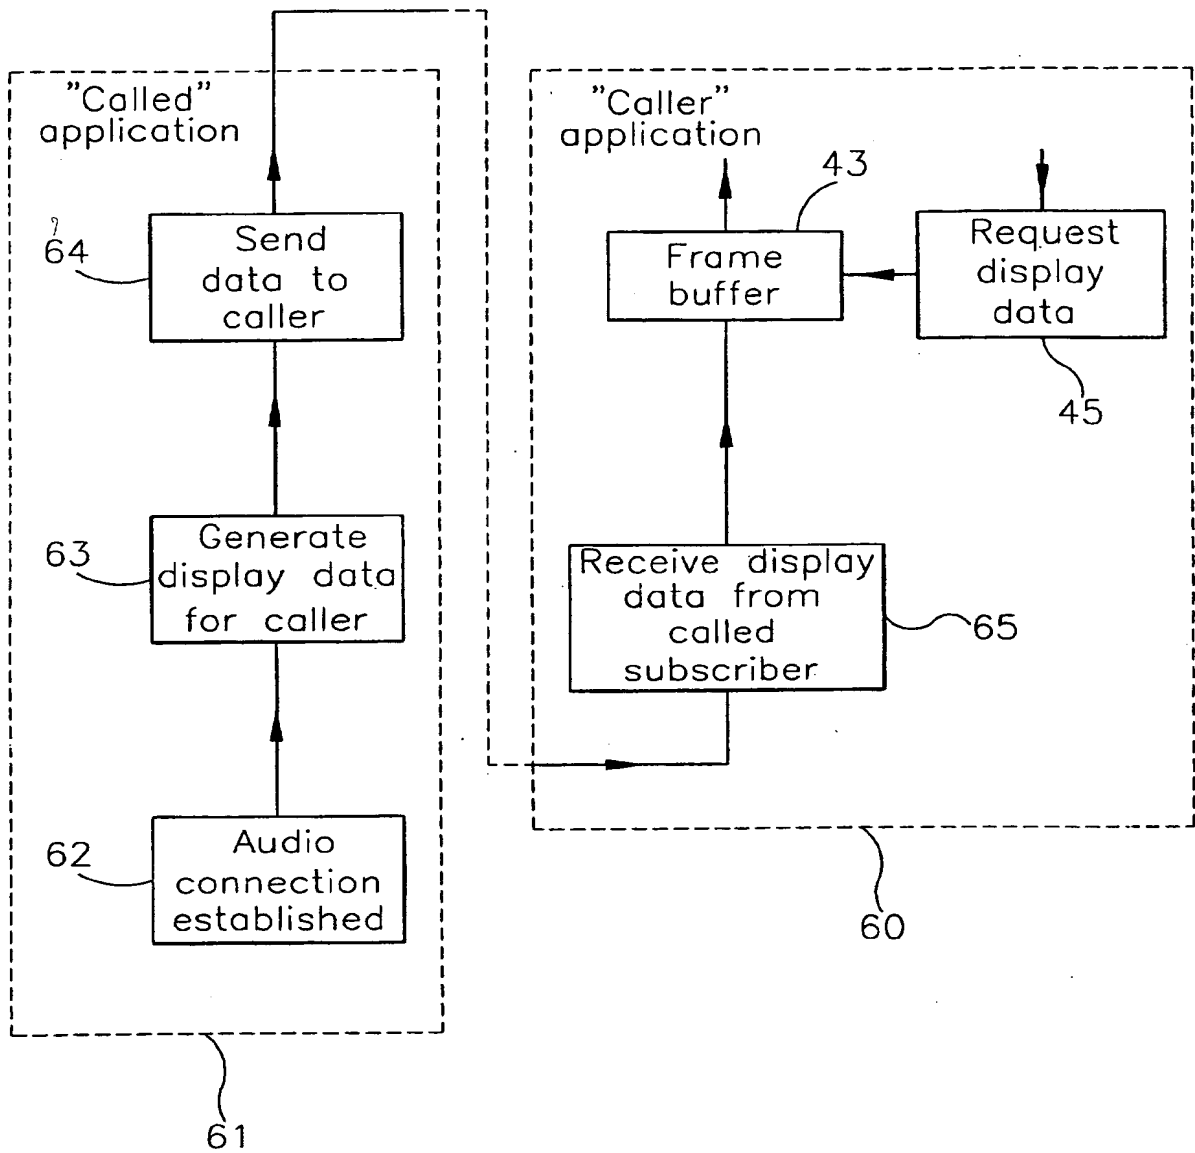 "Called"
application
64
Send
data to
caller
63
Generate
display data
for caller
62
Audio
connection
established
61
"Caller"
application
43
Frame
buffer
Request
display
data
45
Receive display
data from
called
subscriber
65
60